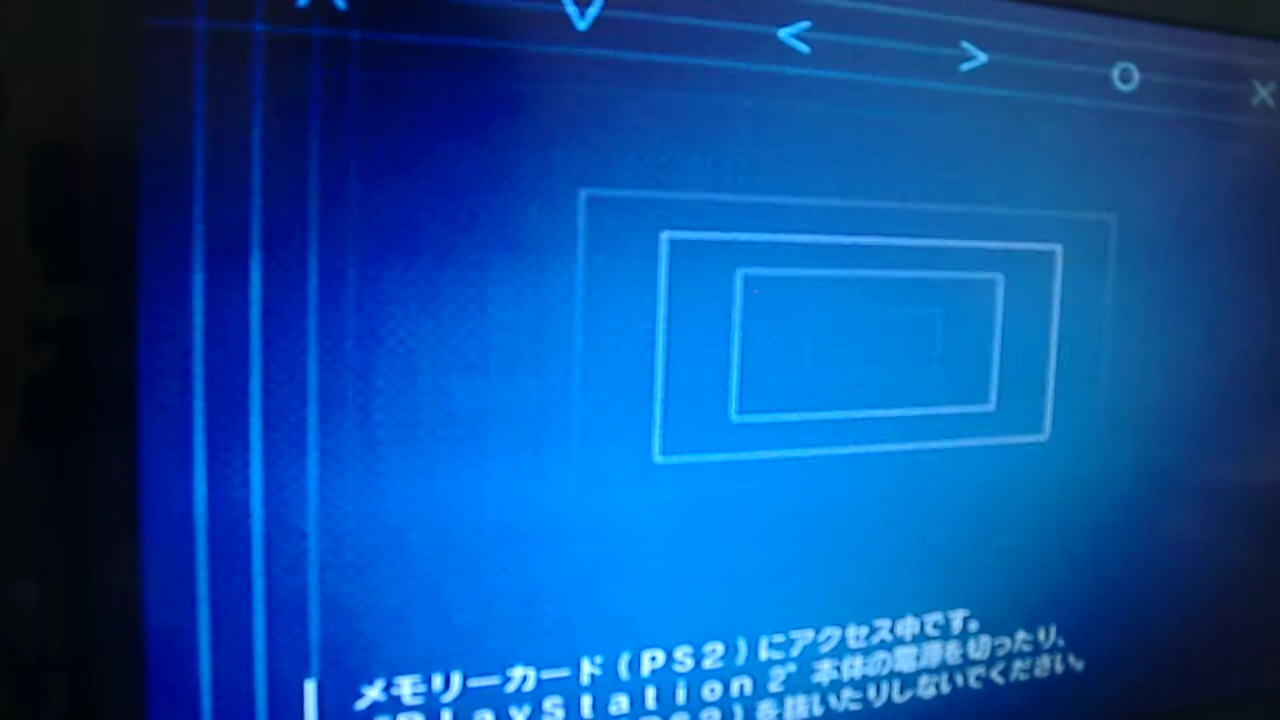 メモリーカード(PS2)にアクセス中です。
PlayStation 2" 本体の電源を切ったり、
PS2)を抜いたりしないでください。